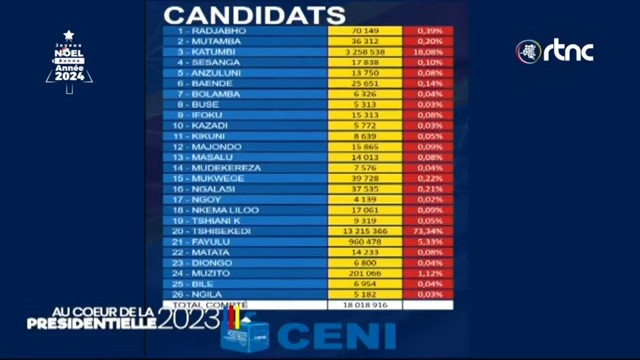 CANDIDATS
1 - RADJABHO 70 149 0,39%
2 - MUTAMBA 36 312 0,20%
3 - KATUMBI 3 258 538 18,08%
4 - SESANGA 17 838 0,10%
5 - ANZULUNI 13 750 0,08%
6 - BAENDE 25 651 0,14%
7 - BOLAMBA 6 326 0,04%
8 - BUSE 5 313 0,03%
9 - IFOKU 15 313 0,08%
10 - KAZADI 5 772 0,03%
11 - KIKUNI 8 639 0,05%
12 - MAJONDO 15 865 0,09%
13 - MASALU 14 013 0,08%
14 - MUDEKEREZA 7 576 0,04%
15 - MUKWEGE 39 728 0,22%
16 - NGALASI 37 535 0,21%
17 - NGOY 4 139 0,02%
18 - NKEMA LILOO 17 061 0,09%
19 - TSHIANI K 9 319 0,05%
20 - TSHISEKEDI 13 215 366 73,34%
21 - FAYULU 960 478 5,33%
22 - MATATA 14 233 0,08%
23 - DIONGO 6 800 0,04%
24 - MUZITO 201 066 1,12%
25 - BILE 6 954 0,04%
26 - NGILA 5 182 0,03%
TOTAL COMPTÉ 18 018 916
CENI
CENI
Joyeux
NOËL
Bonne
Année
2024
rtnc
AU COEUR DE LA
PRESIDENTIELLE 2023